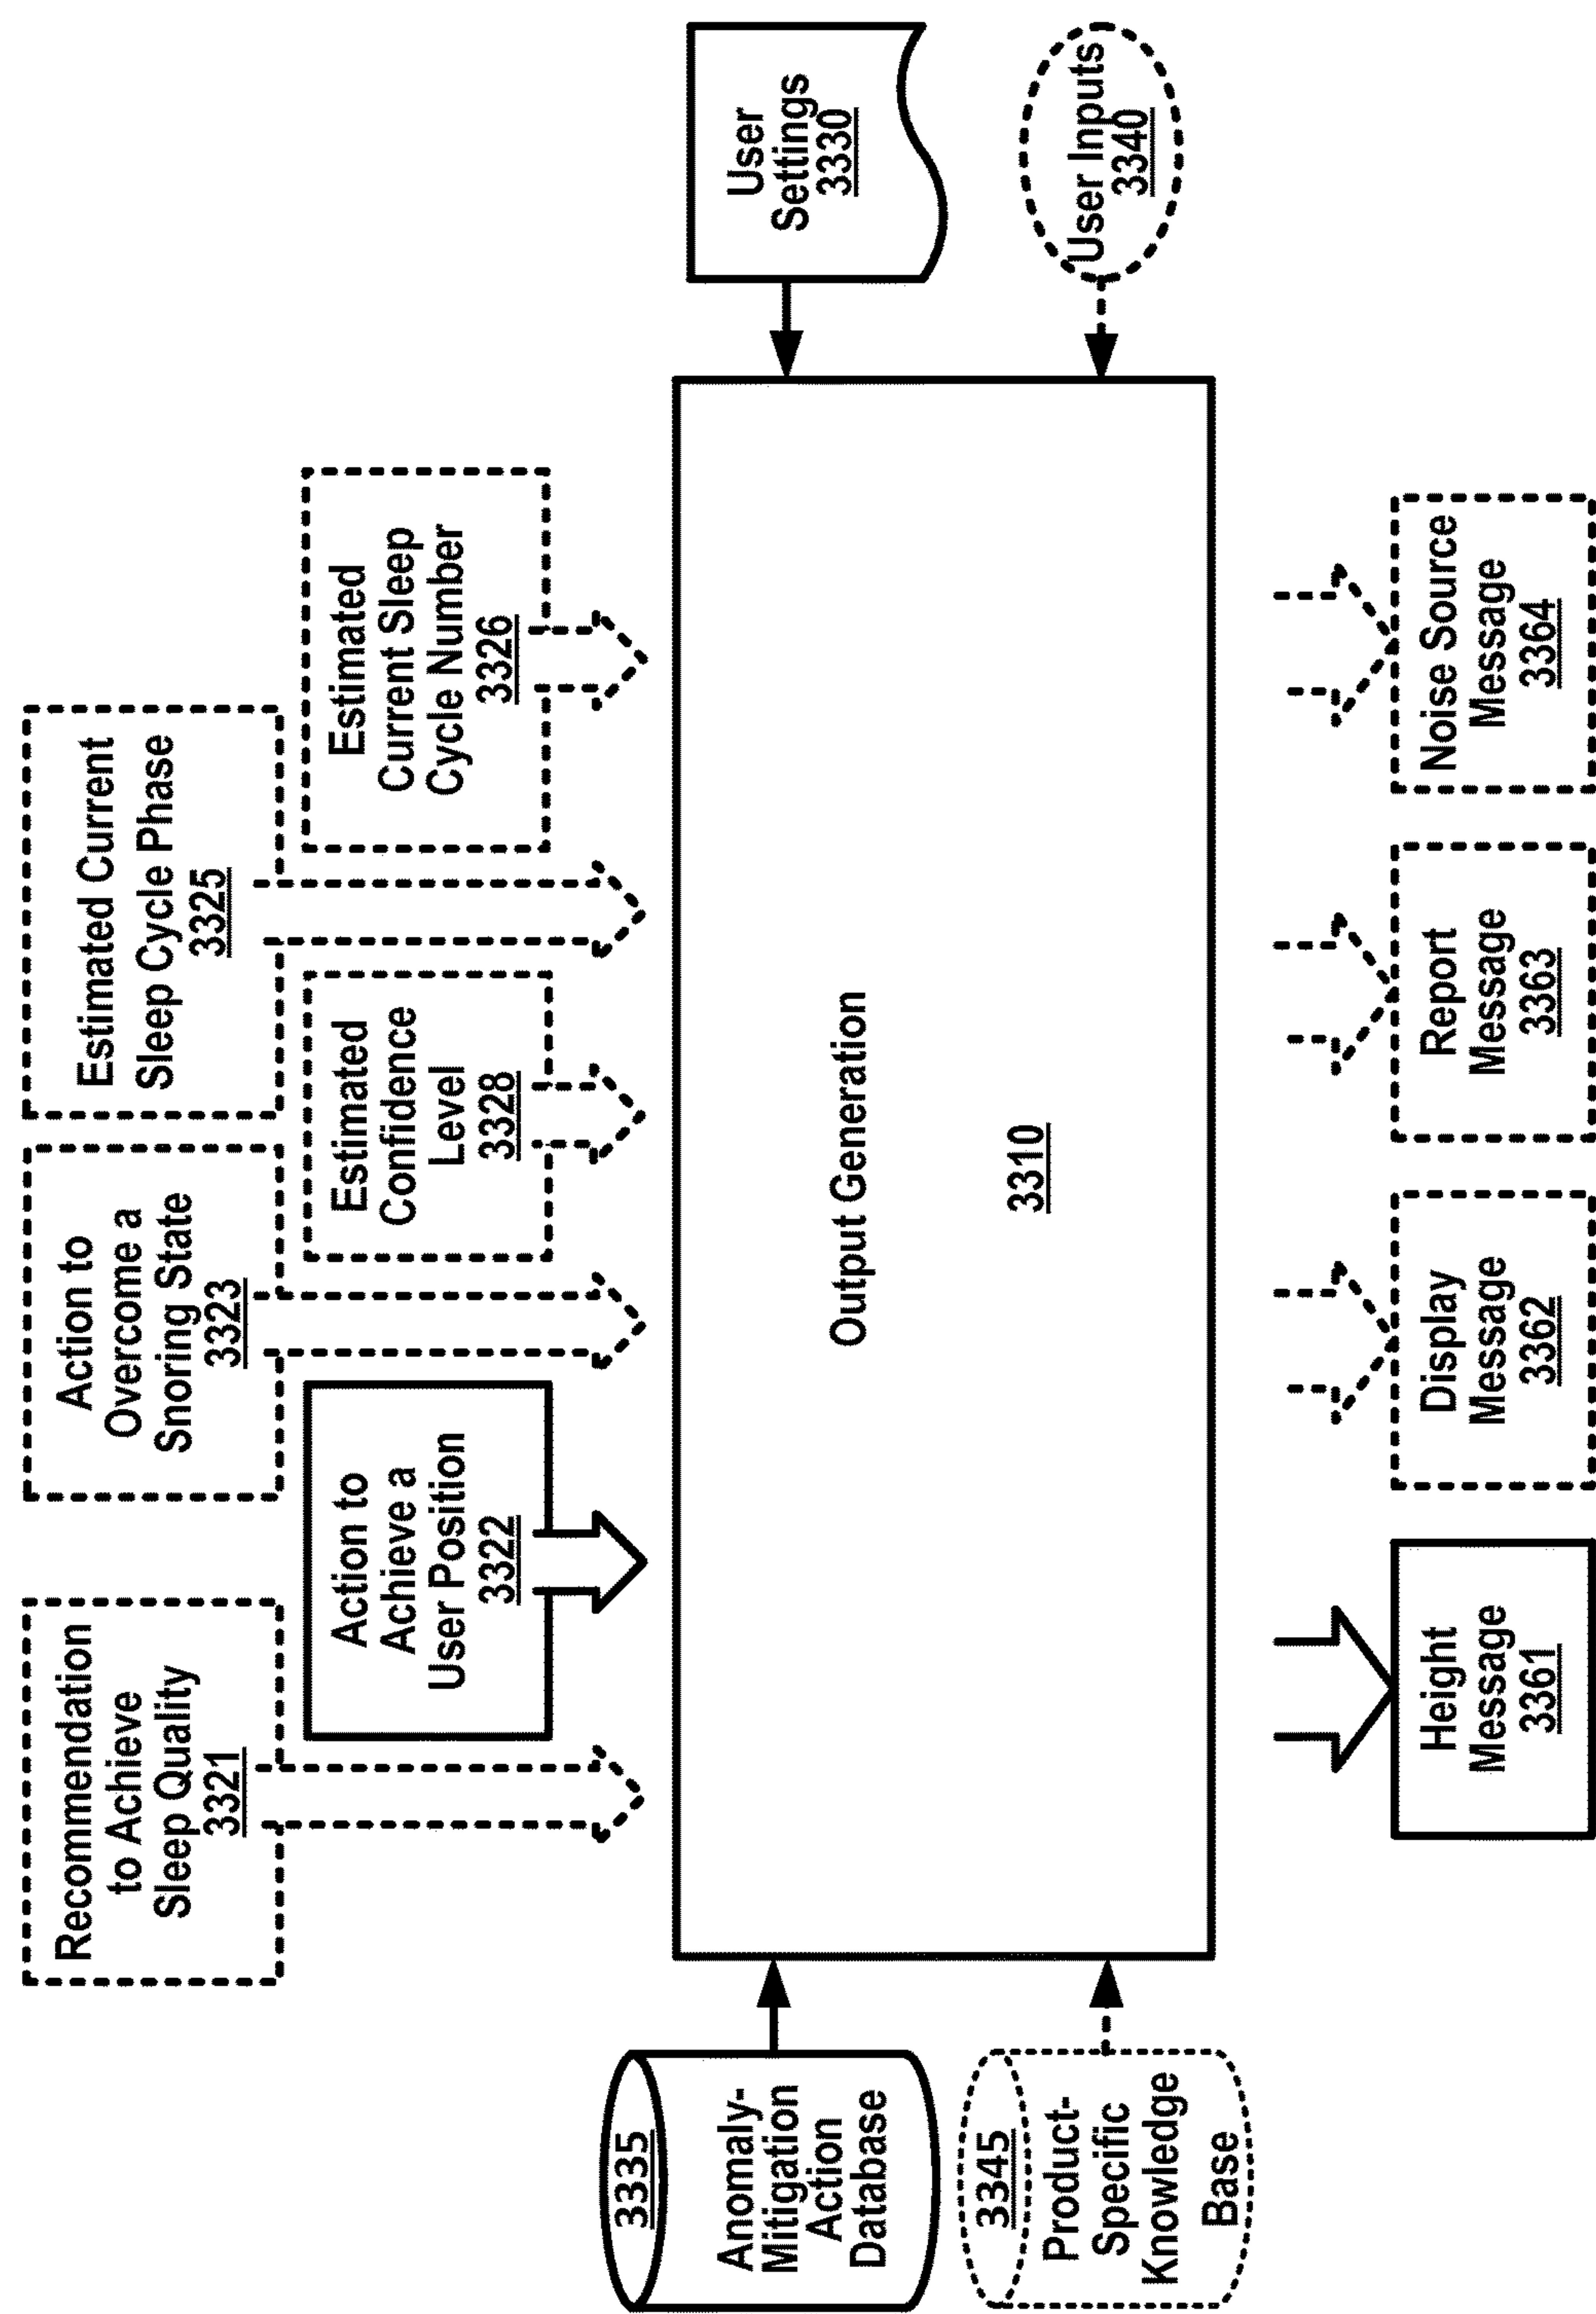 Recommendation
to Achieve
Sleep Quality
3321
Action to
Overcome a
Snoring State
3323
Estimated Current
Sleep Cycle Phase
3325
Action to
Achieve a
User Position
3322
Estimated
Confidence
Level
3328
Estimated
Current Sleep
Cycle Number
3326
3335
Anomaly-
Mitigation
Action
Database
3345
Product-
Specific
Knowledge
Base
Output Generation
3310
User
Settings
3330
User Inputs
3340
Height
Message
3361
Display
Message
3362
Report
Message
3363
Noise Source
Message
3364